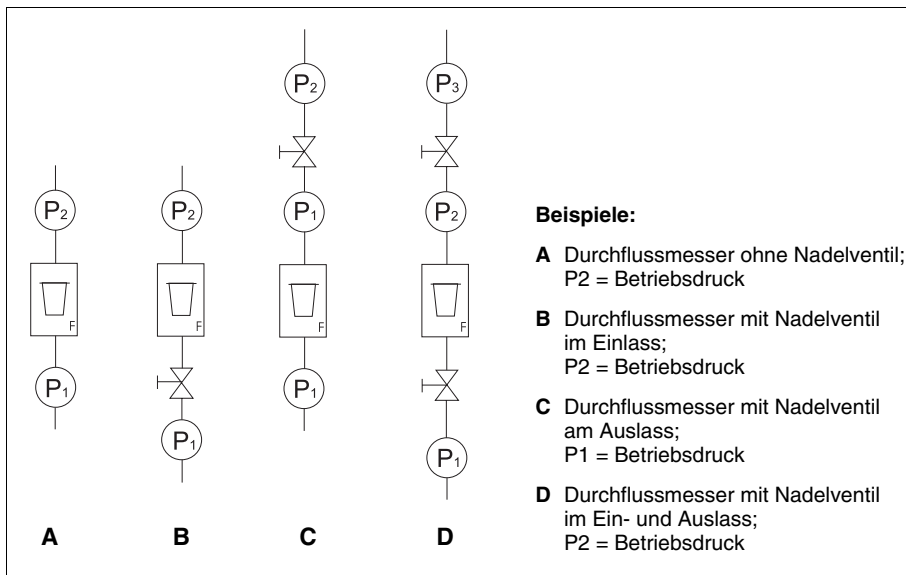 P2
P3
P2
P2
P1
P2
F
F
F
F
P1
P1
P1
P1
A
B
C
D
Beispiele:
A Durchflussmesser ohne Nadelventil;
P2 = Betriebsdruck
B Durchflussmesser mit Nadelventil
im Einlass;
P2 = Betriebsdruck
C Durchflussmesser mit Nadelventil
am Auslass;
P1 = Betriebsdruck
D Durchflussmesser mit Nadelventil
im Ein- und Auslass;
P2 = Betriebsdruck